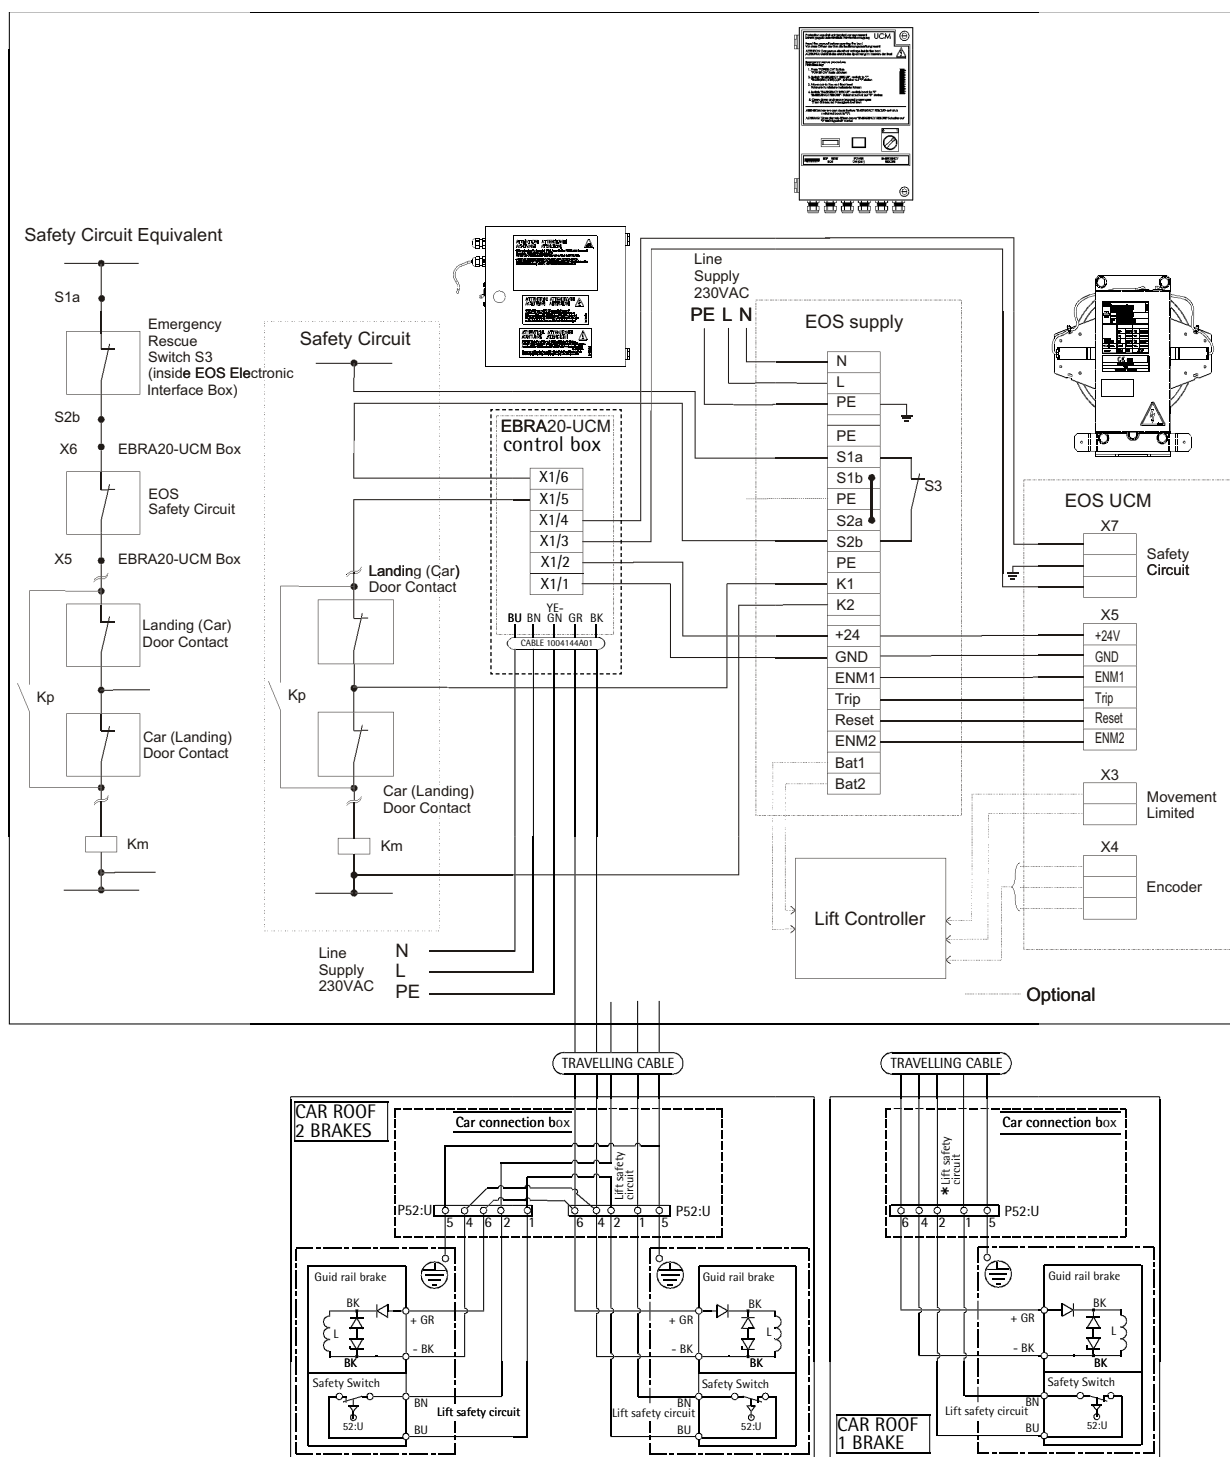 UCM
Safety Circuit Equivalent
S1a
Emergency
Rescue
Switch S3
(inside EOS Electronic
Interface Box)
S2b
X6
EBRA20-UCM Box
EOS
Safety Circuit
X5
EBRA20-UCM Box
Landing (Car)
Door Contact
Kp
Car (Landing)
Door Contact
Km
Safety Circuit
Landing (Car)
Door Contact
Kp
Car (Landing)
Door Contact
Km
Line
Supply
230VAC
N
L
PE
EBRA20-UCM
control box
X1/6
X1/5
X1/4
X1/3
X1/2
X1/1
YE-
BU BN GN GR BK
CABLE 1004144A01
Line
Supply
230VAC
PE L N
EOS supply
N
L
PE
PE
S1a
S1b
PE
S2a
S2b
PE
K1
K2
+24
GND
ENM1
Trip
Reset
ENM2
Bat1
Bat2
S3
Lift Controller
EOS UCM
X7
Safety
Circuit
X5
+24V
GND
ENM1
Trip
Reset
ENM2
X3
Movement
Limited
X4
Encoder
Optional
TRAVELLING CABLE
CAR ROOF
2 BRAKES
Car connection box
Lift safety
circuit
P52:U
5 4 6 2 1
6 4 2 1 5
P52:U
Guid rail brake
BK
L
BK
+ GR
- BK
Safety Switch
52:U
BN
BU
Lift safety circuit
Guid rail brake
BK
L
BK
+ GR
- BK
Safety Switch
52:U
BN
BU
Lift safety circuit
TRAVELLING CABLE
Car connection box
* Lift safety
circuit
6 4 2 1 5
P52:U
Guid rail brake
BK
L
BK
+ GR
- BK
Safety Switch
52:U
BN
BU
Lift safety circuit
CAR ROOF
1 BRAKE